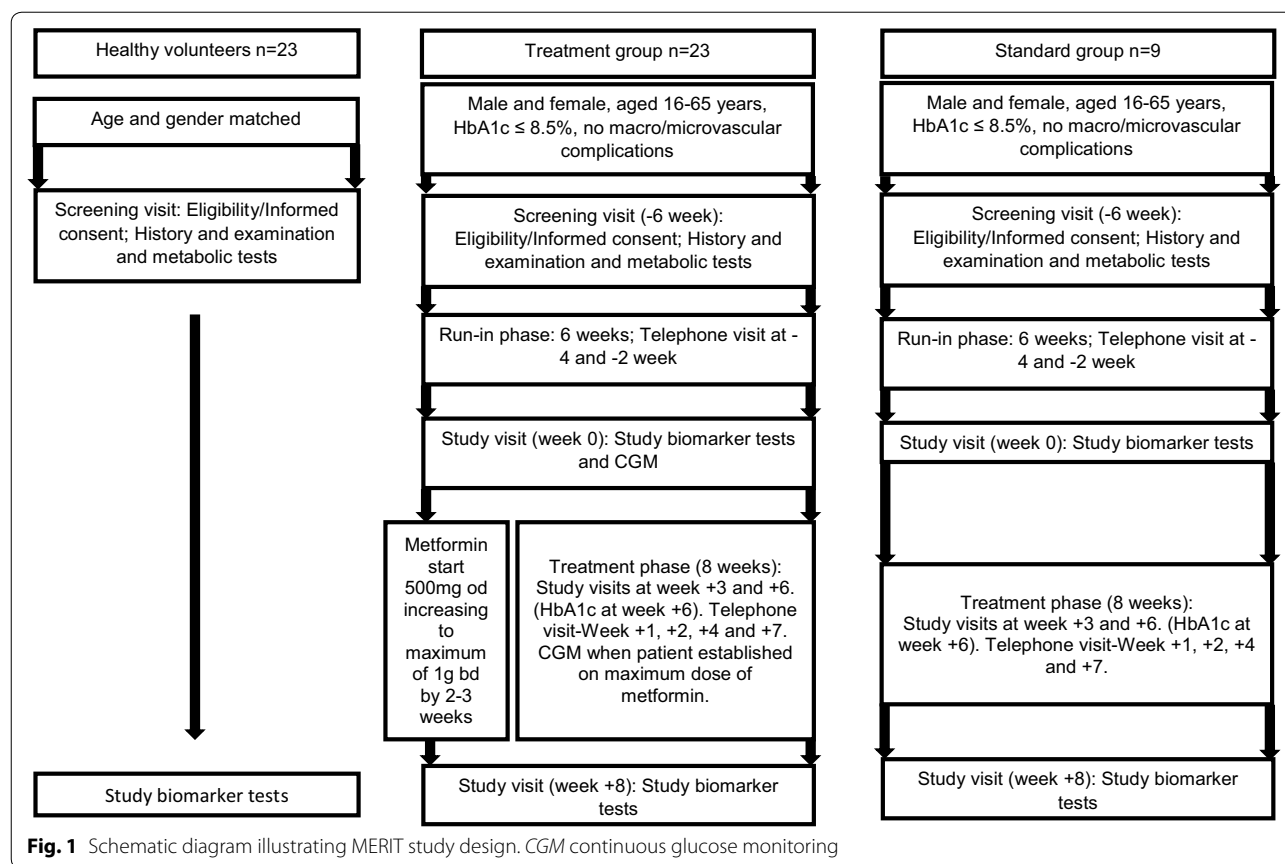 Healthy volunteers n=23
Age and gender matched
Screening visit: Eligibility/Informed
consent; History and examination
and metabolic tests
Study biomarker tests
Treatment group n=23
Male and female, aged 16-65 years,
HbA1c ≤ 8.5%, no macro/microvascular
complications
Screening visit (-6 week):
Eligibility/Informed consent; History and
examination and metabolic tests
Run-in phase: 6 weeks; Telephone visit at -
4 and -2 week
Study visit (week 0): Study biomarker tests
and CGM
Metformin
start
500mg od
increasing
to
maximum
of 1g bd
by 2-3
weeks
Treatment phase (8 weeks):
Study visits at week +3 and +6.
(HbA1c at week +6). Telephone
visit-Week +1, +2, +4 and +7.
CGM when patient established
on maximum dose of
metformin.
Study visit (week +8): Study biomarker
tests
Standard group n=9
Male and female, aged 16-65 years,
HbA1c ≤ 8.5%, no macro/microvascular
complications
Screening visit (-6 week):
Eligibility/Informed consent; History and
examination and metabolic tests
Run-in phase: 6 weeks; Telephone visit at -
4 and -2 week
Study visit (week 0): Study biomarker tests
Treatment phase (8 weeks):
Study visits at week +3 and +6. (HbA1c at
week +6). Telephone visit-Week +1, +2, +4
and +7.
Study visit (week +8): Study biomarker
tests
Fig. 1 Schematic diagram illustrating MERIT study design. CGM continuous glucose monitoring